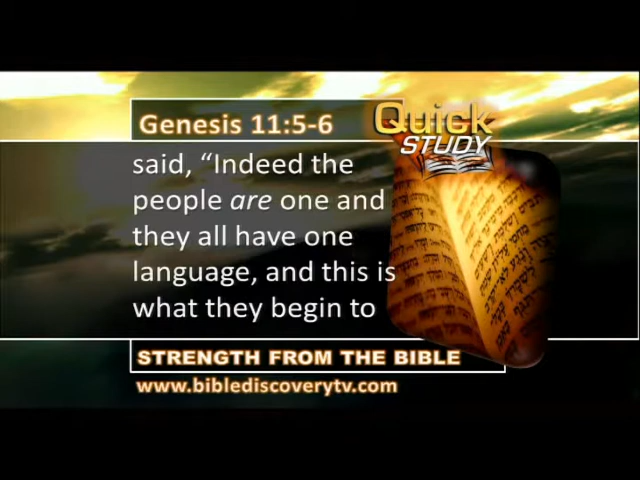 Genesis 11:5-6
Quick
STUDY
said, “Indeed the
people are one and
they all have one
language, and this is
what they begin to
STRENGTH FROM THE BIBLE
www.biblediscoverytv.com